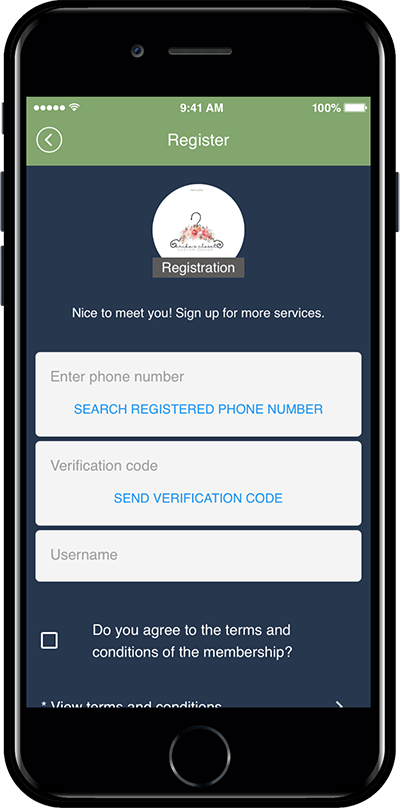 9:41 AM
100%
Register
Registration
Nice to meet you! Sign up for more services.
Enter phone number
SEARCH REGISTERED PHONE NUMBER
Verification code
SEND VERIFICATION CODE
Username
Do you agree to the terms and
conditions of the membership?
* View terms and conditions